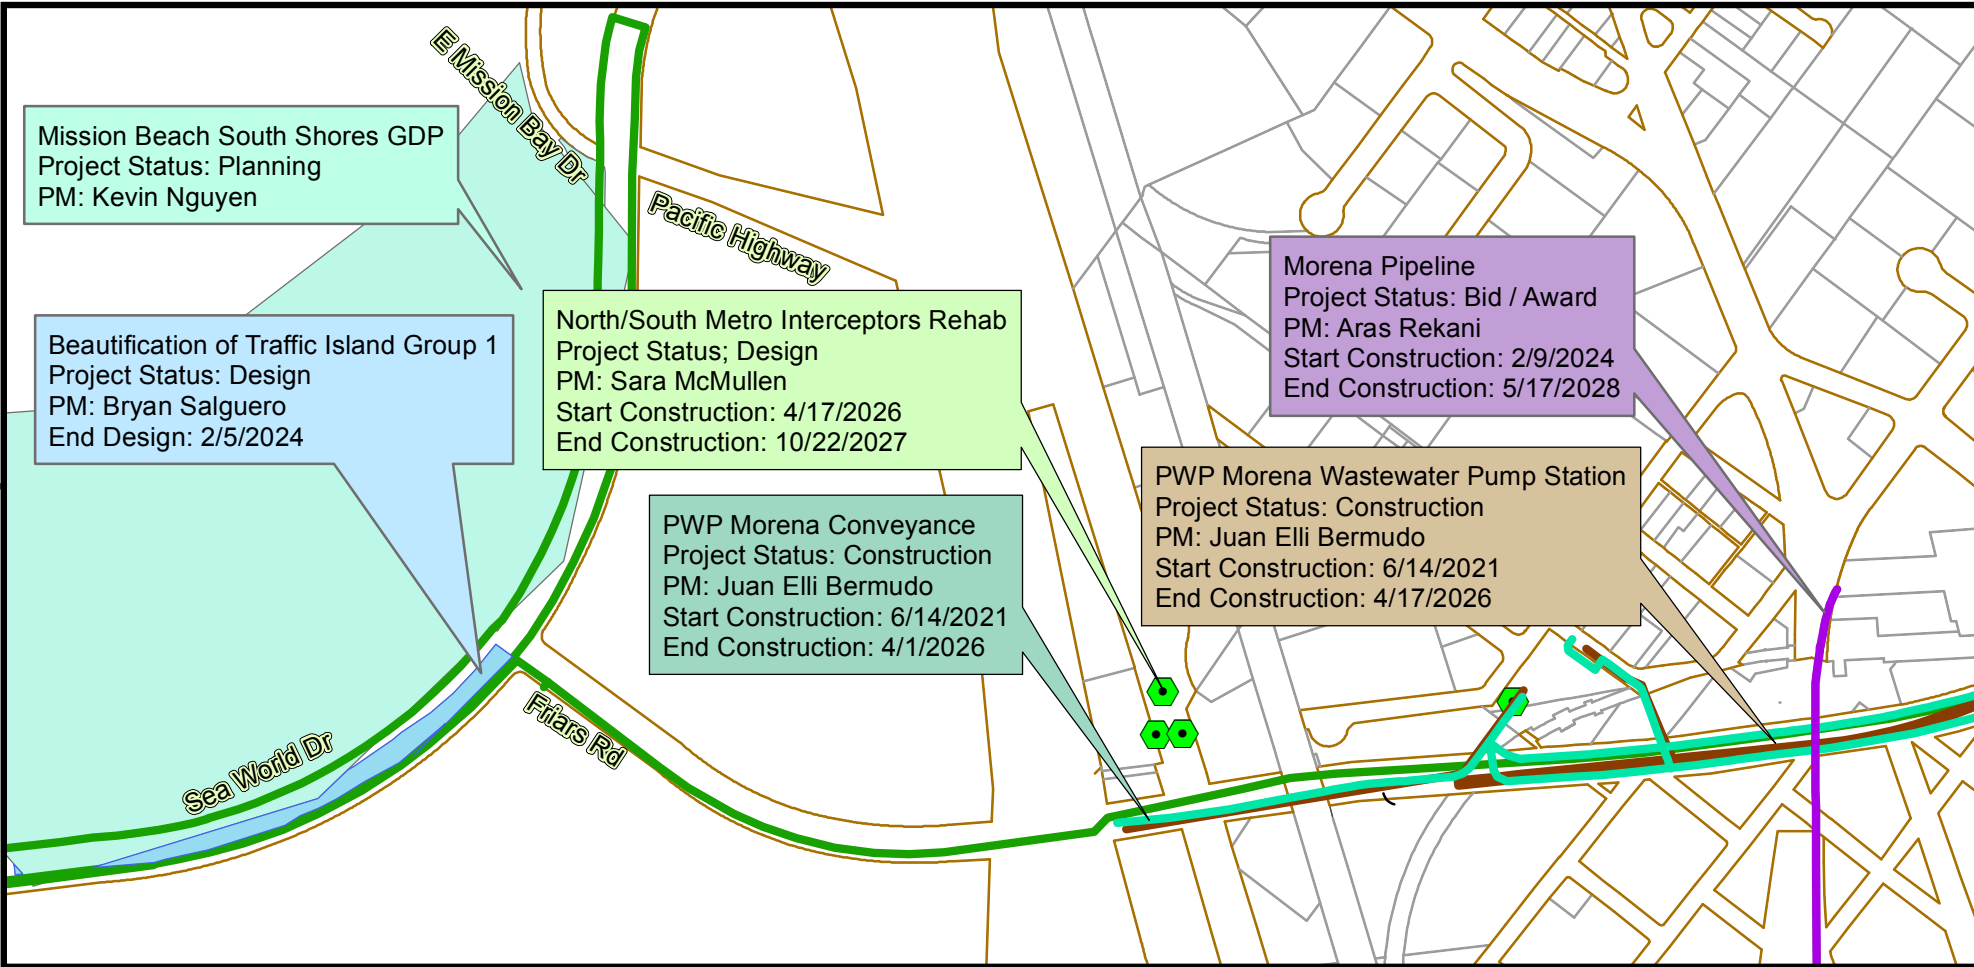 E Mission Bay Dr
Mission Beach South Shores GDP
Project Status: Planning
PM: Kevin Nguyen
Pacific Highway
Beautification of Traffic Island Group 1
Project Status: Design
PM: Bryan Salguero
End Design: 2/5/2024
North/South Metro Interceptors Rehab
Project Status; Design
PM: Sara McMullen
Start Construction: 4/17/2026
End Construction: 10/22/2027
Morena Pipeline
Project Status: Bid / Award
PM: Aras Rekani
Start Construction: 2/9/2024
End Construction: 5/17/2028
PWP Morena Conveyance
Project Status: Construction
PM: Juan Elli Bermudo
Start Construction: 6/14/2021
End Construction: 4/1/2026
PWP Morena Wastewater Pump Station
Project Status: Construction
PM: Juan Elli Bermudo
Start Construction: 6/14/2021
End Construction: 4/17/2026
Friars Rd
Sea World Dr